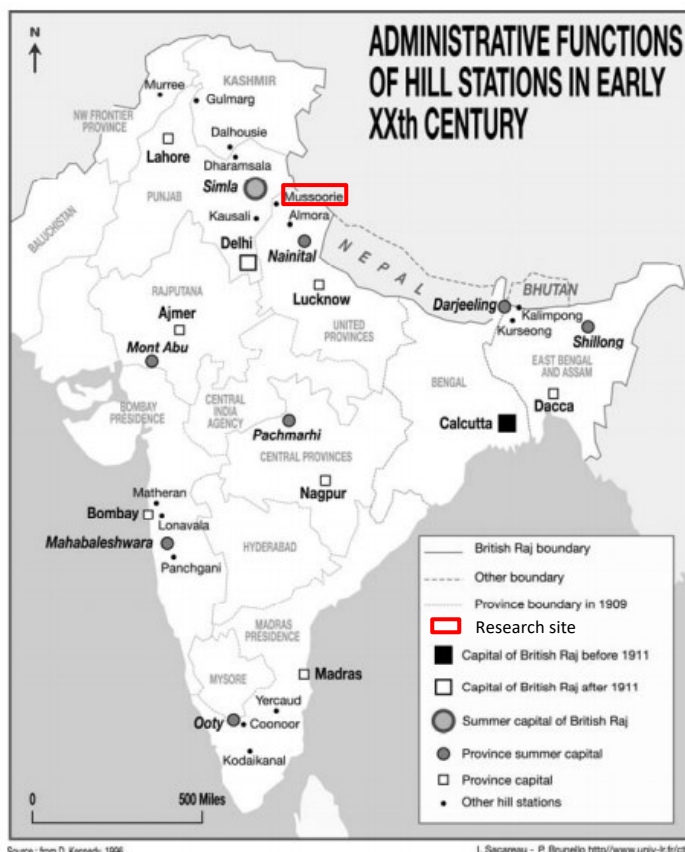 ADMINISTRATIVE FUNCTIONS
OF HILL STATIONS IN EARLY
XXth CENTURY
N
KASHMIR
Murree
Gulmarg
NW FRONTIER
PROVINCE
Dalhousie
Lahore
Dharamsala
Simla
PUNJAB
Mussoorie
Kausali
Almora
BALUCHISTAN
Delhi
Nainital
NEPAL
RAJPUTANA
Lucknow
Darjeeling
BHUTAN
Kalimpong
Ajmer
Kurseong
UNITED
PROVINCES
Shillong
Mont Abu
EAST BENGAL
AND ASSAM
BENGAL
BOMBAY
PRESIDENCE
CENTRAL
INDIA
AGENCY
Dacca
Calcutta
Pachmarhi
CENTRAL PROVINCES
Nagpur
Matheran
Bombay
Lonavala
Mahabaleshwara
HYDERABAD
Panchgani
MADRAS
PRESIDENCE
MYSORE
Madras
Yercaud
Ooty
Coonoor
Kodaikanal
0
500 Miles
British Raj boundary
Other boundary
Province boundary in 1909
Research site
Capital of British Raj before 1911
Capital of British Raj after 1911
Summer capital of British Raj
Province summer capital
Province capital
Other hill stations
Source : from D. Kennedy, 1996
I. Sacareau - P. Brunello http//www.univ-lr.fr/